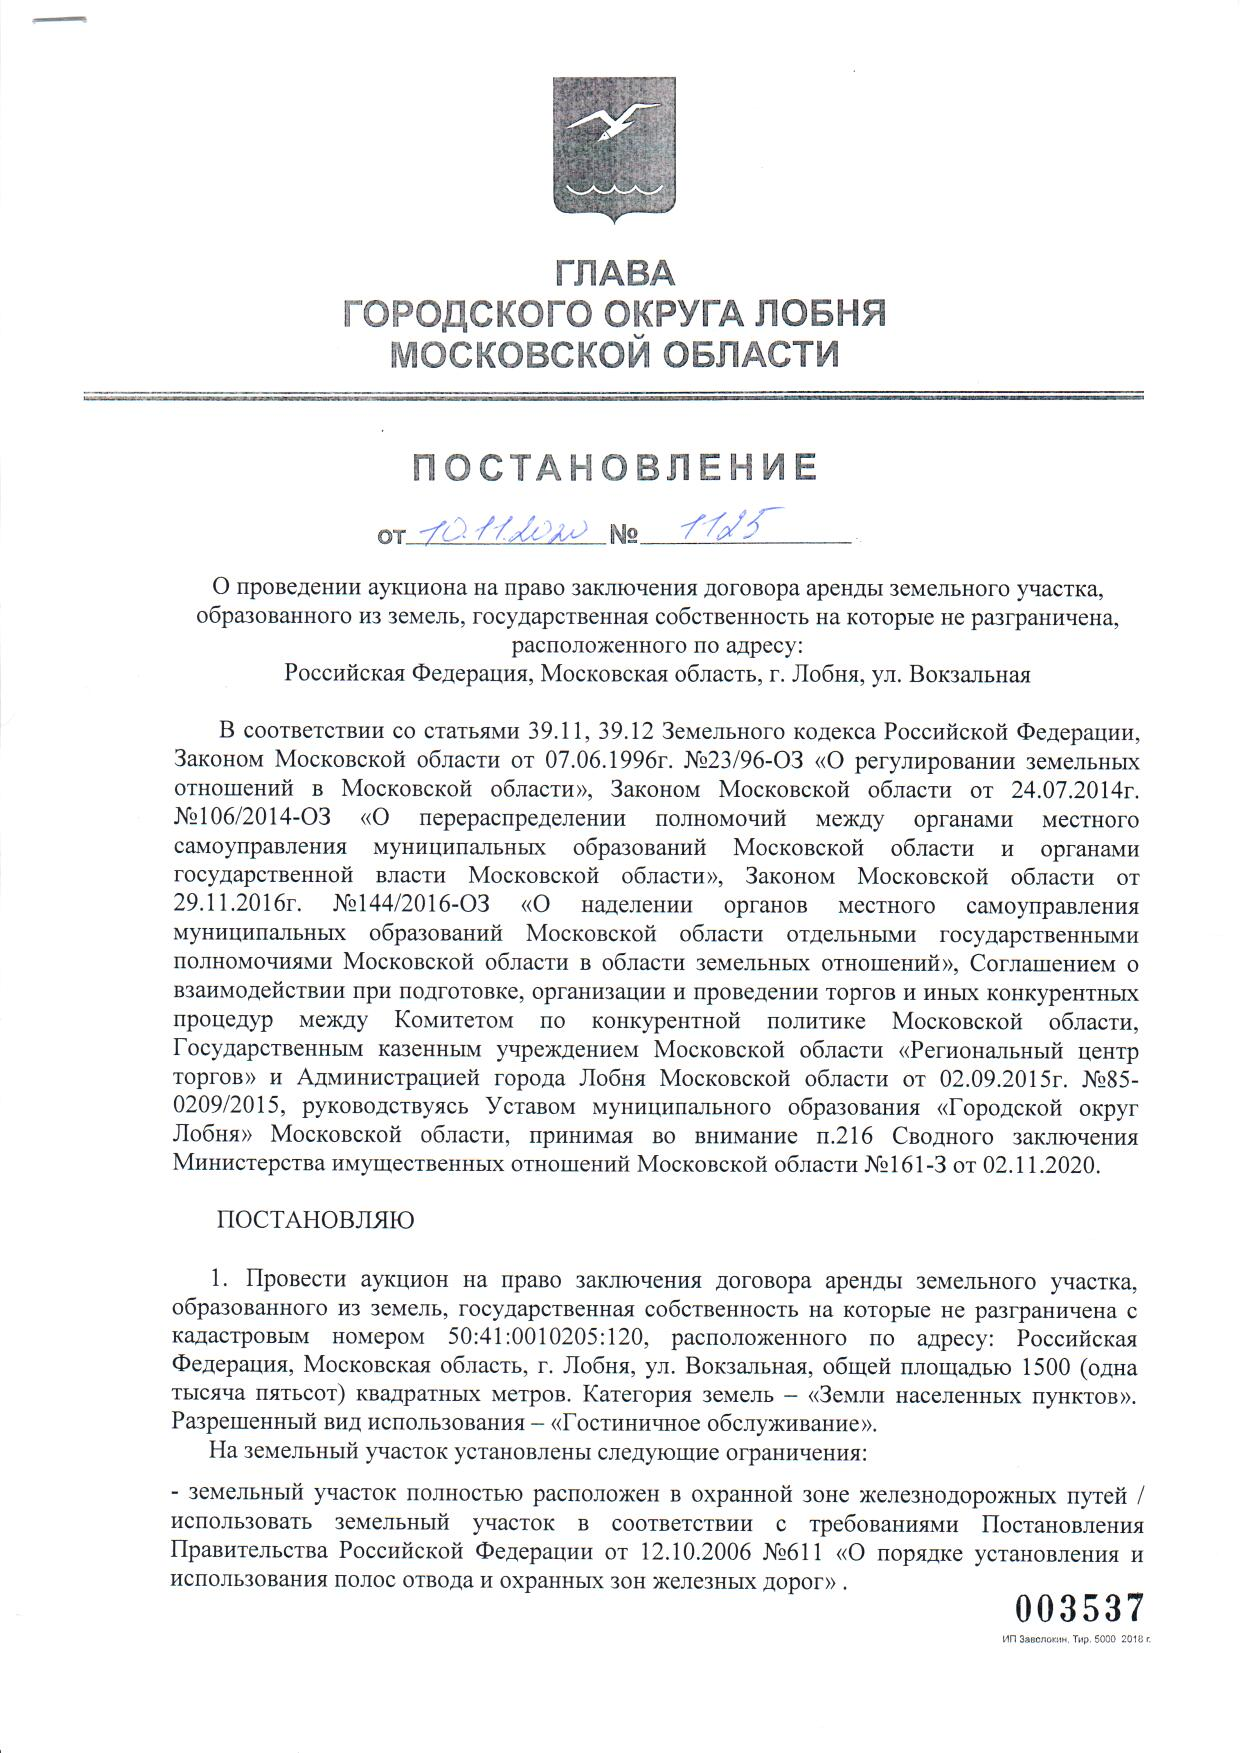 ГЛАВА
ГОРОДСКОГО ОКРУГА ЛОБНЯ
МОСКОВСКОЙ ОБЛАСТИ
ПОСТАНОВЛЕНИЕ
от 10.11.2020 № 1125
О проведении аукциона на право заключения договора аренды земельного участка,
образованного из земель, государственная собственность на которые не разграничена,
расположенного по адресу:
Российская Федерация, Московская область, г. Лобня, ул. Вокзальная
В соответствии со статьями 39.11, 39.12 Земельного кодекса Российской Федерации,
Законом Московской области от 07.06.1996г. №23/96-ОЗ «О регулировании земельных
отношений в Московской области», Законом Московской области от 24.07.2014г.
№106/2014-ОЗ «О перераспределении полномочий между органами местного
самоуправления муниципальных образований Московской области и органами
государственной власти Московской области», Законом Московской области от
29.11.2016г. №144/2016-ОЗ «О наделении органов местного самоуправления
муниципальных образований Московской области отдельными государственными
полномочиями Московской области в области земельных отношений», Соглашением о
взаимодействии при подготовке, организации и проведении торгов и иных конкурентных
процедур между Комитетом по конкурентной политике Московской области,
Государственным казенным учреждением Московской области «Региональный центр
торгов» и Администрацией города Лобня Московской области от 02.09.2015г. №85-
0209/2015, руководствуясь Уставом муниципального образования «Городской округ
Лобня» Московской области, принимая во внимание п.216 Сводного заключения
Министерства имущественных отношений Московской области №161-З от 02.11.2020.
ПОСТАНОВЛЯЮ
1. Провести аукцион на право заключения договора аренды земельного участка,
образованного из земель, государственная собственность на которые не разграничена с
кадастровым номером 50:41:0010205:120, расположенного по адресу: Российская
Федерация, Московская область, г. Лобня, ул. Вокзальная, общей площадью 1500 (одна
тысяча пятьсот) квадратных метров. Категория земель – «Земли населенных пунктов».
Разрешенный вид использования – «Гостиничное обслуживание».
На земельный участок установлены следующие ограничения:
- земельный участок полностью расположен в охранной зоне железнодорожных путей /
использовать земельный участок в соответствии с требованиями Постановления
Правительства Российской Федерации от 12.10.2006 №611 «О порядке установления и
использования полос отвода и охранных зон железных дорог» .
003537
ИП Заволокин. Тир. 5000 2018 г.